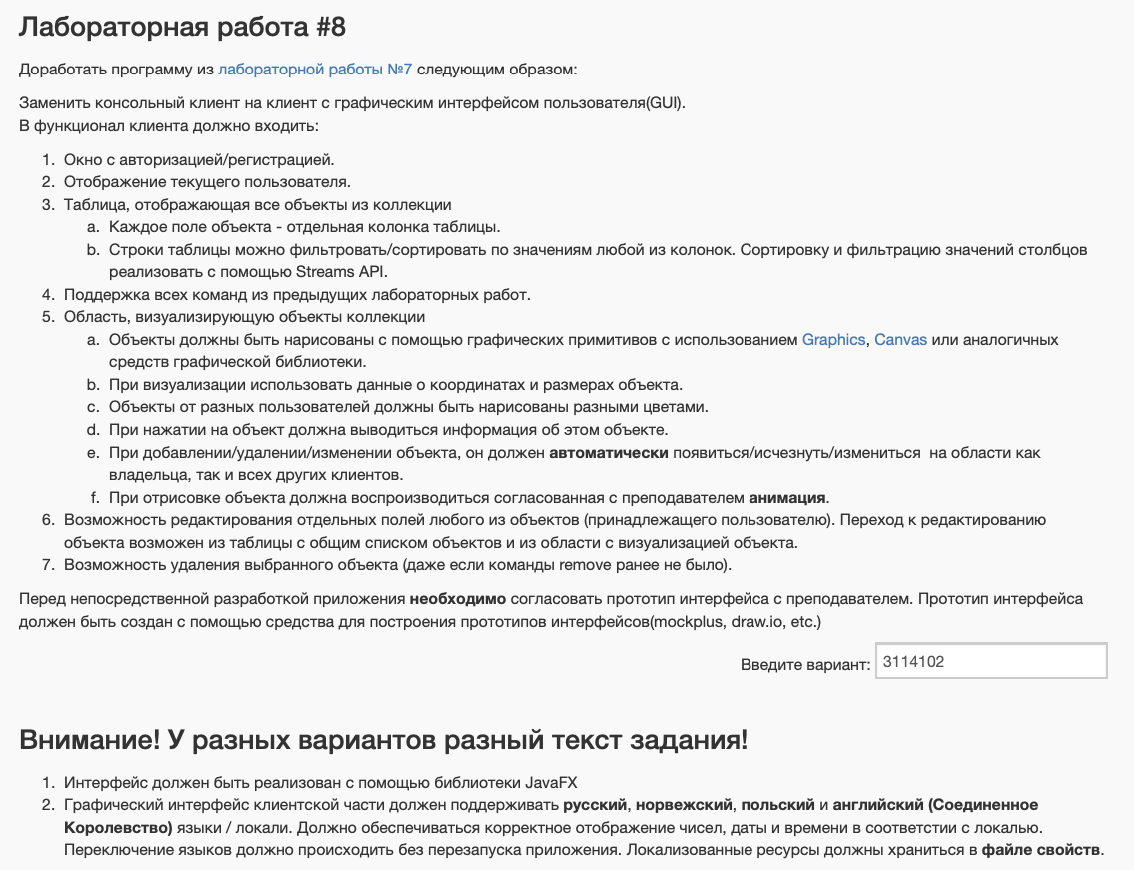 Лабораторная работа #8
Доработать программу из лабораторной работы №7 следующим образом:
Заменить консольный клиент на клиент с графическим интерфейсом пользователя(GUI).
В функционал клиента должно входить:
1. Окно с авторизацией/регистрацией.
2. Отображение текущего пользователя.
3. Таблица, отображающая все объекты из коллекции
a. Каждое поле объекта - отдельная колонка таблицы.
b. Строки таблицы можно фильтровать/сортировать по значениям любой из колонок. Сортировку и фильтрацию значений столбцов
реализовать с помощью Streams API.
4. Поддержка всех команд из предыдущих лабораторных работ.
5. Область, визуализирующую объекты коллекции
a. Объекты должны быть нарисованы с помощью графических примитивов с использованием Graphics, Canvas или аналогичных
средств графической библиотеки.
b. При визуализации использовать данные о координатах и размерах объекта.
c. Объекты от разных пользователей должны быть нарисованы разными цветами.
d. При нажатии на объект должна выводиться информация об этом объекте.
e. При добавлении/удалении/изменении объекта, он должен автоматически появиться/исчезнуть/измениться на области как
владельца, так и всех других клиентов.
f. При отрисовке объекта должна воспроизводиться согласованная с преподавателем анимация.
6. Возможность редактирования отдельных полей любого из объектов (принадлежащего пользователю). Переход к редактированию
объекта возможен из таблицы с общим списком объектов и из области с визуализацией объекта.
7. Возможность удаления выбранного объекта (даже если команды remove ранее не было).
Перед непосредственной разработкой приложения необходимо согласовать прототип интерфейса с преподавателем. Прототип интерфейса
должен быть создан с помощью средства для построения прототипов интерфейсов(mockplus, draw.io, etc.)
Введите вариант: 3114102
Внимание! У разных вариантов разный текст задания!
1. Интерфейс должен быть реализован с помощью библиотеки JavaFX
2. Графический интерфейс клиентской части должен поддерживать русский, норвежский, польский и английский (Соединенное
Королевство) языки / локали. Должно обеспечиваться корректное отображение чисел, даты и времени в соответствии с локалью.
Переключение языков должно происходить без перезапуска приложения. Локализованные ресурсы должны храниться в файле свойств.